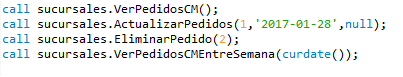 call sucursales.VerPedidosCM();
call sucursales.ActualizarPedidos(1,'2017-01-28',null);
call sucursales.EliminarPedido(2);
call sucursales.VerPedidosCMEntreSemana(curdate());